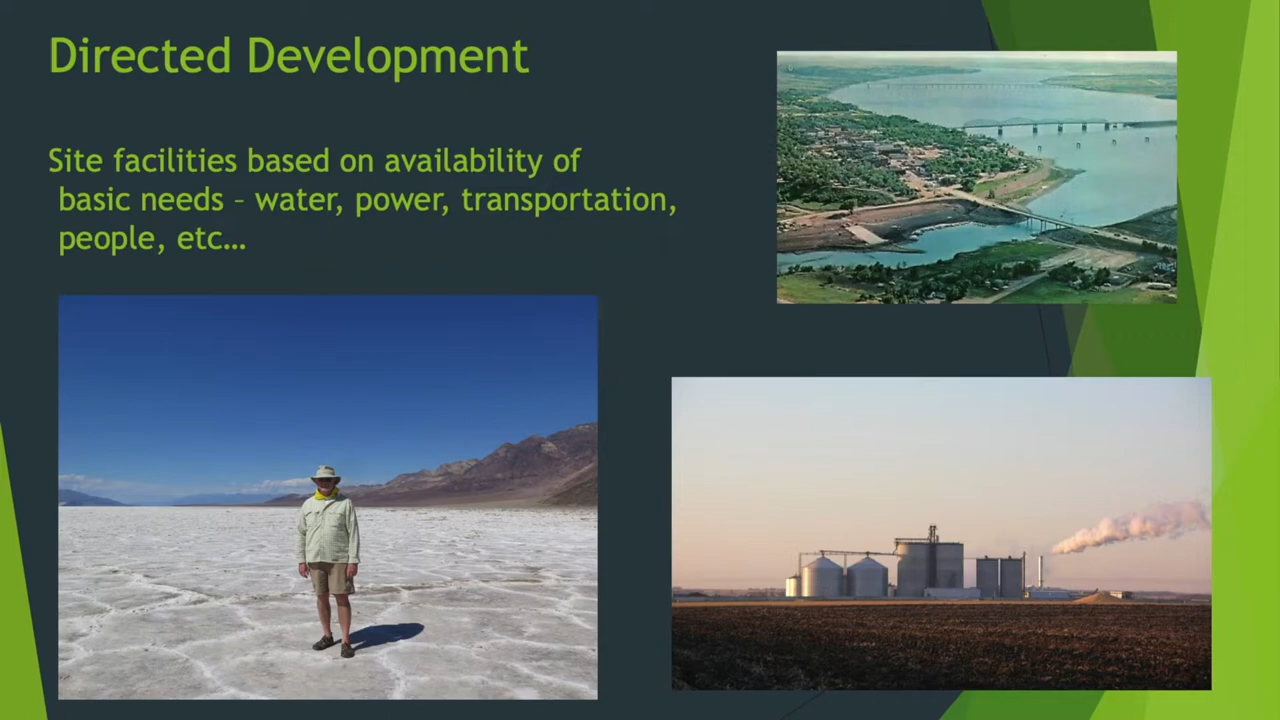 Directed Development
Site facilities based on availability of
basic needs – water, power, transportation,
people, etc…